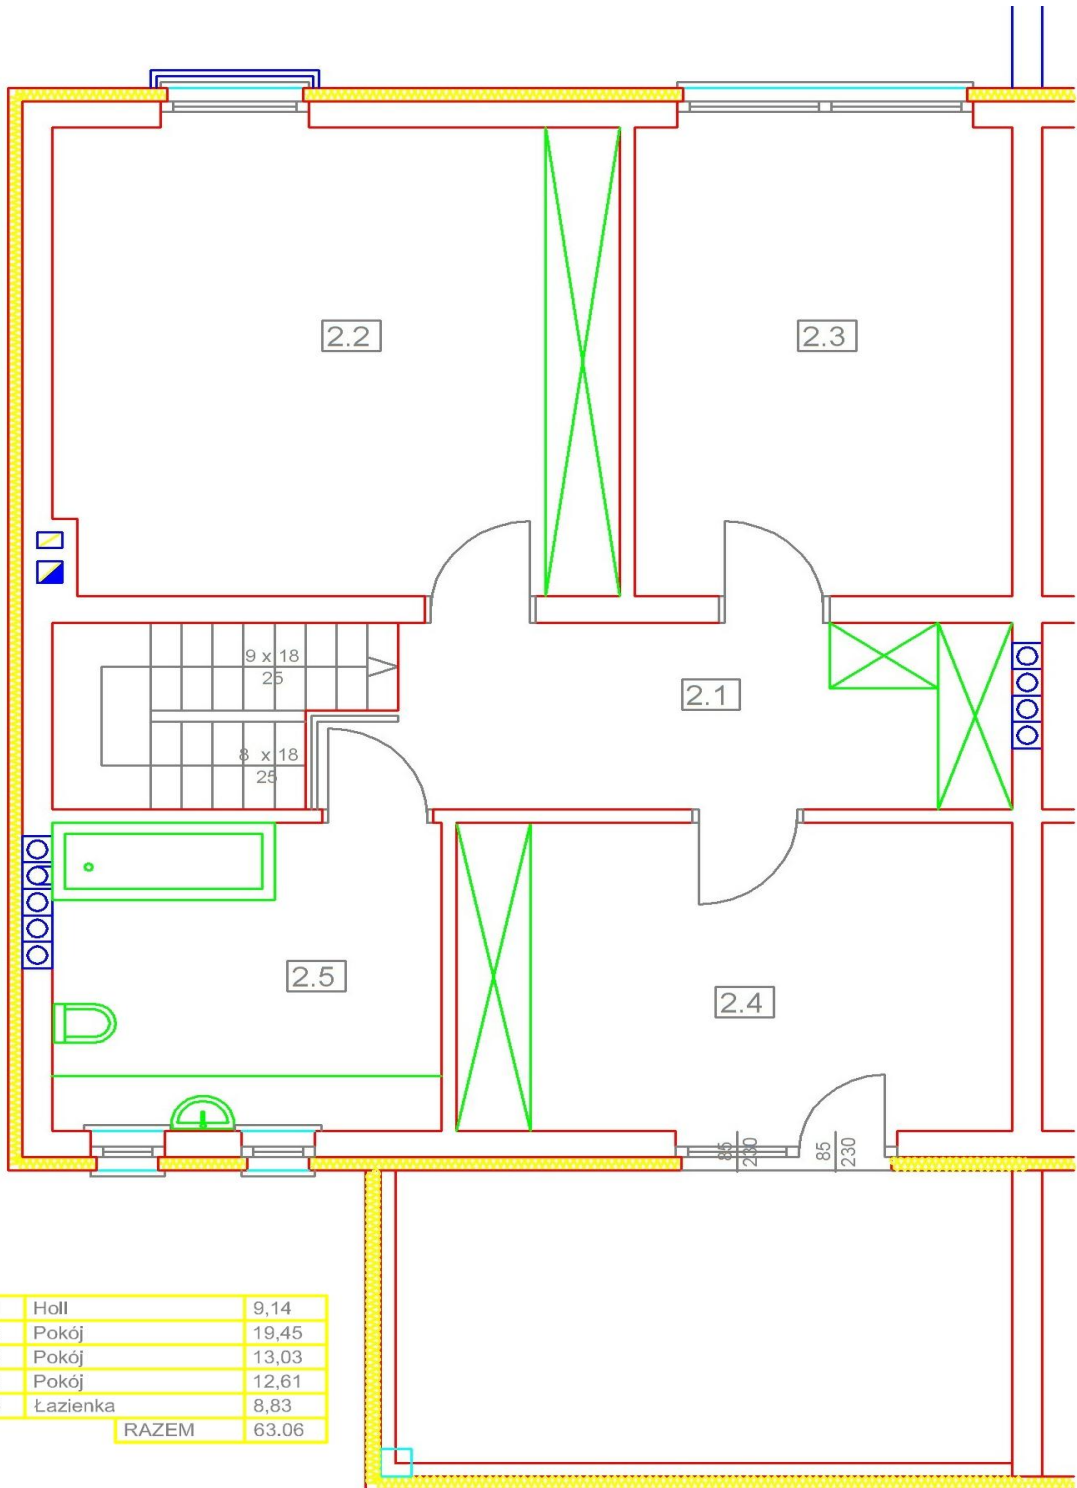 2.2
2.3
9 x 18
25
2.1
8 x 18
25
2.5
2.4
85
230
85
230
Holl 9,14
Pokój 19,45
Pokój 13,03
Pokój 12,61
Łazienka 8,83
RAZEM 63.06